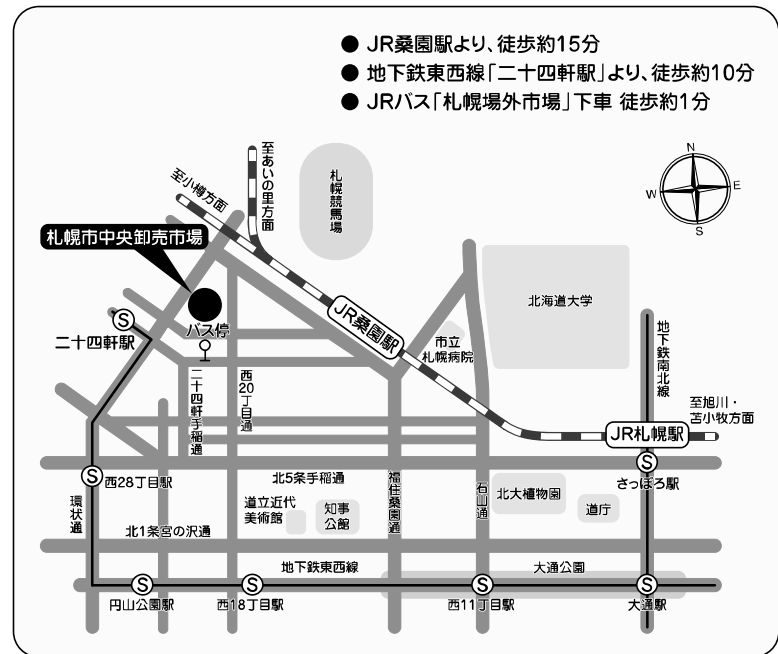 ● JR桑園駅より、徒歩約15分
● 地下鉄東西線「二十四軒駅」より、徒歩約10分
● JRバス「札幌場外市場」下車 徒歩約1分
至あいの里方面
札幌競馬場
至小樽方面
N
W
E
S
札幌市中央卸売市場
北海道大学
JR桑園駅
S
バス停
二十四軒駅
市立
札幌病院
地下鉄南北線
二十四軒手稲通
西20丁目通
至旭川・
苫小牧方面
JR札幌駅
S
西28丁目駅
北5条手稲通
福住桑園通
石山通
北大植物園
S
さっぽろ駅
環状通
道立近代
美術館
知事
公館
道庁
北1条宮の沢通
地下鉄東西線
大通公園
S
S
S
S
円山公園駅
西18丁目駅
西11丁目駅
大通駅